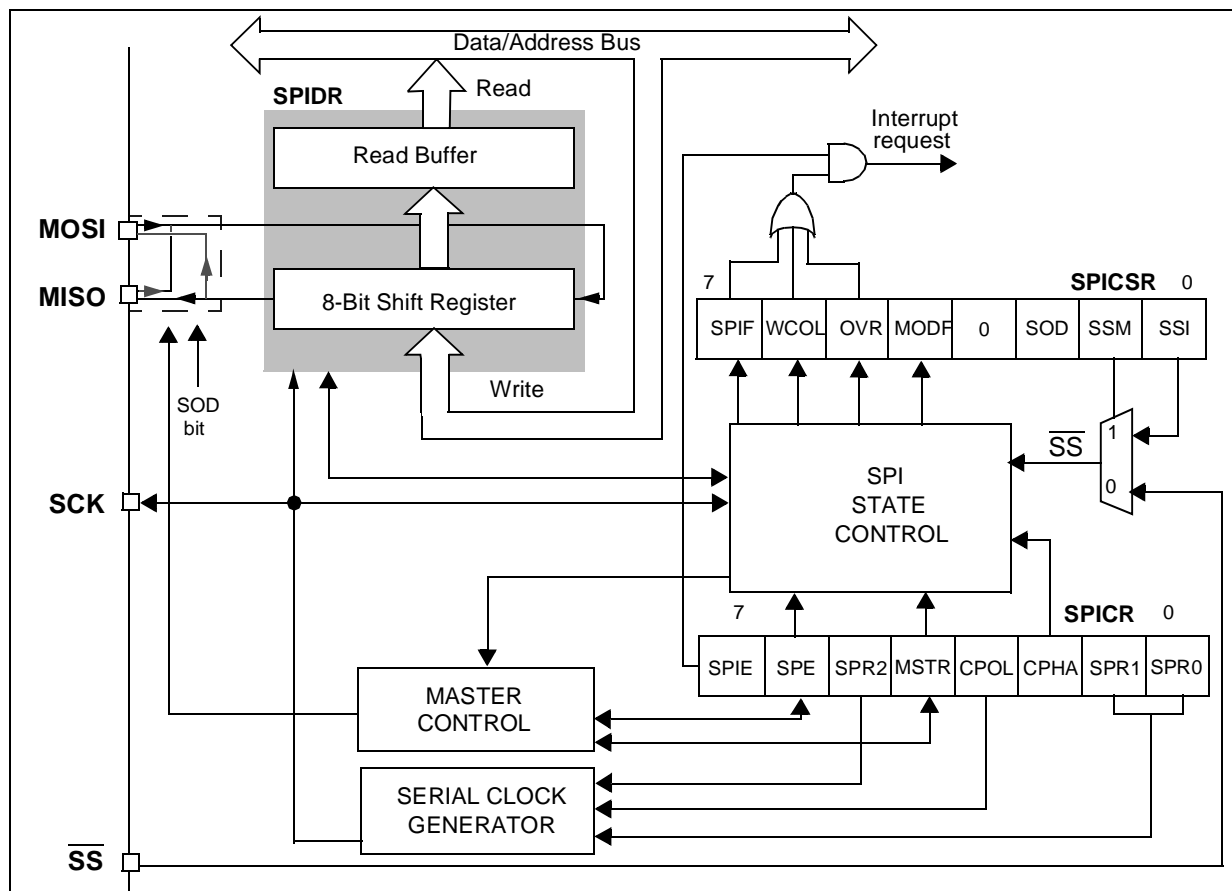 Data/Address Bus
SPIDR
Read
Read Buffer
Interrupt
request
MOSI
MISO
8-Bit Shift Register
7
SPICSR
0
SPIF
WCOL
OVR
MODF
0
SOD
SSM
SSI
Write
SOD
bit
1
SS
0
SCK
SPI
STATE
CONTROL
7
SPICR
0
SPIE
SPE
SPR2
MSTR
CPOL
CPHA
SPR1
SPR0
MASTER
CONTROL
SERIAL CLOCK
GENERATOR
SS